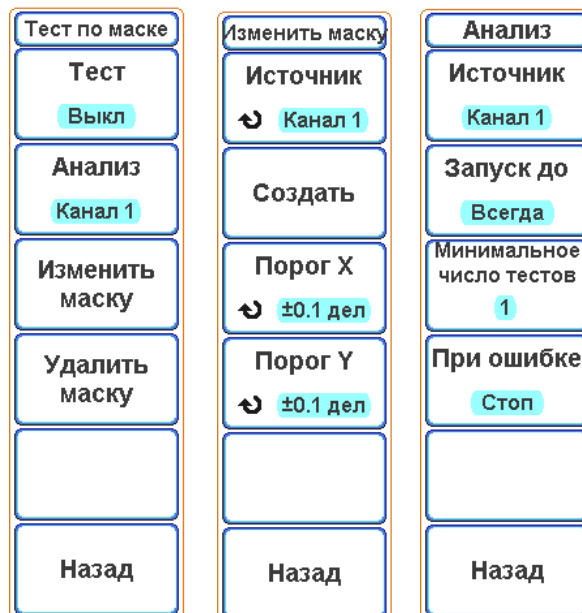 Тест по маске
Тест
Выкл
Анализ
Канал 1
Изменить
маску
Удалить
маску
Назад
Изменить маску
Источник
Канал 1
Создать
Порог X
±0.1 дел
Порог Y
±0.1 дел
Назад
Анализ
Источник
Канал 1
Запуск до
Всегда
Минимальное
число тестов
1
При ошибке
Стоп
Назад